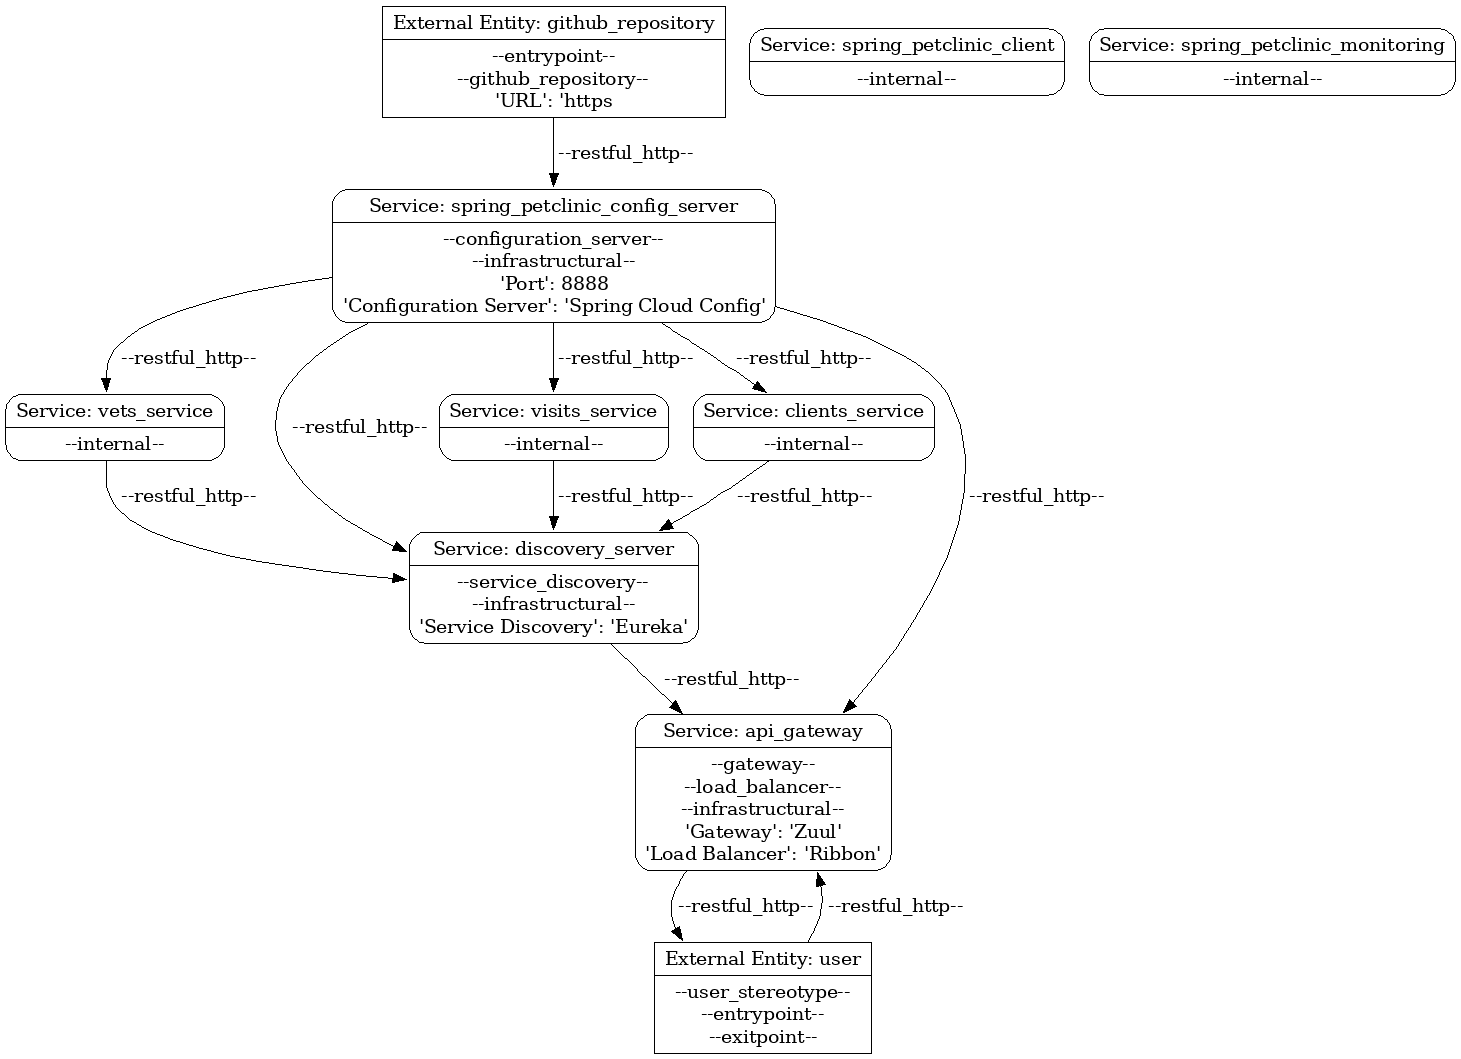 External Entity: github_repository
--entrypoint--
--github_repository--
'URL': 'https
Service: spring_petclinic_client
--internal--
Service: spring_petclinic_monitoring
--internal--
--restful_http--
Service: spring_petclinic_config_server
--configuration_server--
--infrastructural--
'Port': 8888
'Configuration Server': 'Spring Cloud Config'
--restful_http--
--restful_http--
--restful_http--
--restful_http--
Service: vets_service
--internal--
Service: visits_service
--internal--
Service: clients_service
--internal--
--restful_http--
--restful_http--
--restful_http--
--restful_http--
Service: discovery_server
--service_discovery--
--infrastructural--
'Service Discovery': 'Eureka'
--restful_http--
Service: api_gateway
--gateway--
--load_balancer--
--infrastructural--
'Gateway': 'Zuul'
'Load Balancer': 'Ribbon'
--restful_http--
--restful_http--
External Entity: user
--user_stereotype--
--entrypoint--
--exitpoint--